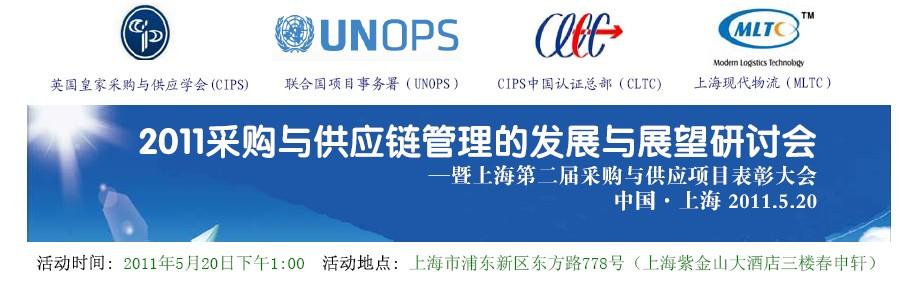 UNOPS
MLTC TM
Modern Logistics Technology
英国皇家采购与供应学会(CIPS)
联合国项目事务署（UNOPS）
CIPS中国认证总部（CLTC)
上海现代物流（MLTC）
2011采购与供应链管理的发展与展望研讨会
—暨上海第二届采购与供应项目表彰大会
中国·上海 2011.5.20
活动时间: 2011年5月20日下午1:00 活动地点: 上海市浦东新区东方路778号（上海紫金山大酒店三楼春申轩）